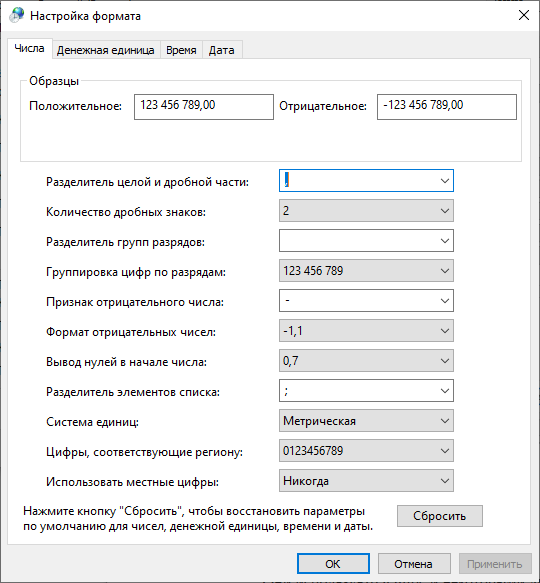 Настройка формата
Числа Денежная единица Время Дата
Образцы
Положительное: 123 456 789,00 Отрицательное: -123 456 789,00
Разделитель целой и дробной части: ,
Количество дробных знаков: 2
Разделитель групп разрядов:
Группировка цифр по разрядам: 123 456 789
Признак отрицательного числа: -
Формат отрицательных чисел: -1,1
Вывод нулей в начале числа: 0,7
Разделитель элементов списка: ;
Система единиц: Метрическая
Цифры, соответствующие региону: 0123456789
Использовать местные цифры: Никогда
Нажмите кнопку "Сбросить", чтобы восстановить параметры
по умолчанию для чисел, денежной единицы, времени и даты.
Сбросить
ОК Отмена Применить